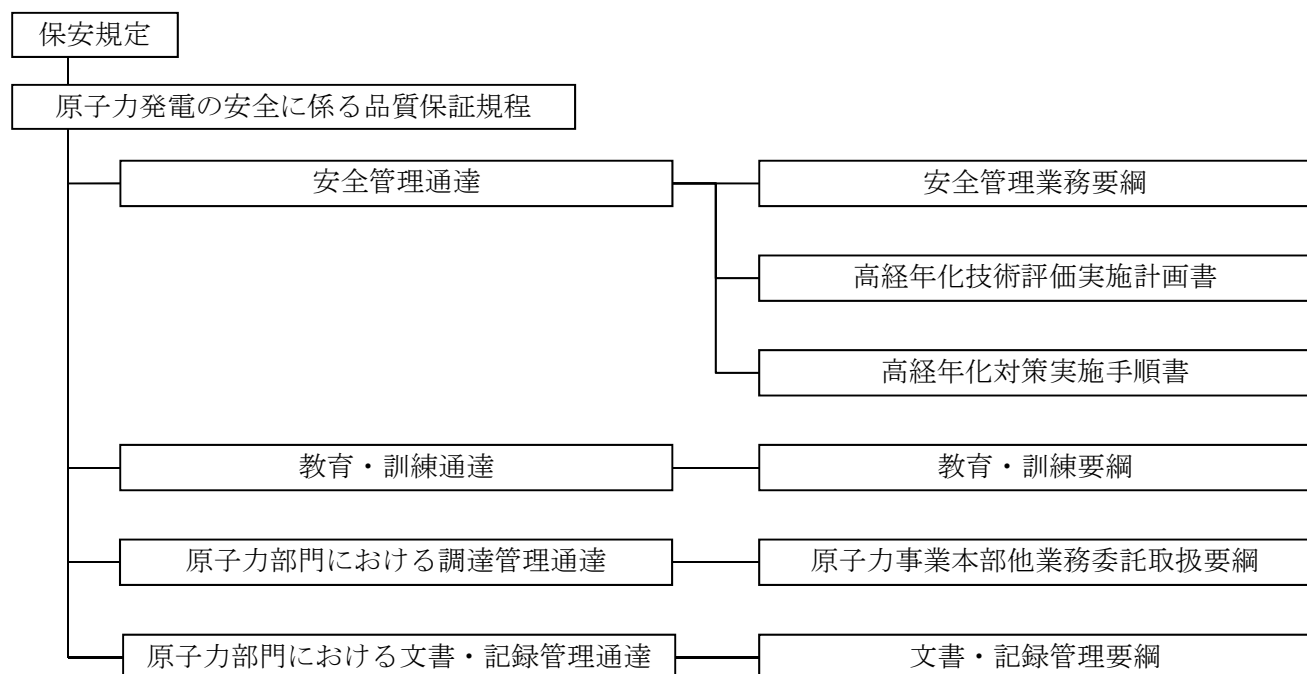 保安規定
原子力発電の安全に係る品質保証規程
安全管理通達
安全管理業務要綱
高経年化技術評価実施計画書
高経年化対策実施手順書
教育・訓練通達
教育・訓練要綱
原子力部門における調達管理通達
原子力事業本部他業務委託取扱要綱
原子力部門における文書・記録管理通達
文書・記録管理要綱